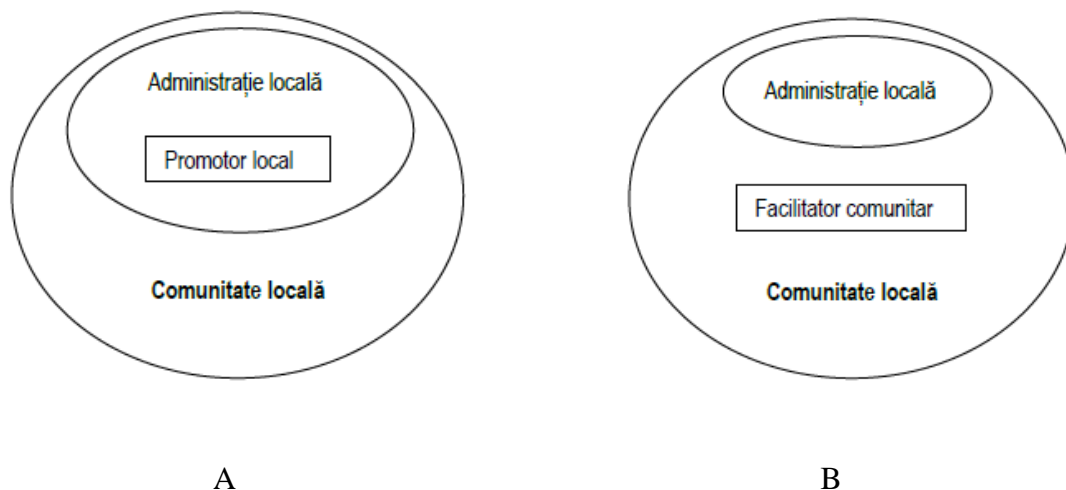 Administrație locală
Promotor local
Comunitate locală
A
Administrație locală
Facilitator comunitar
Comunitate locală
B